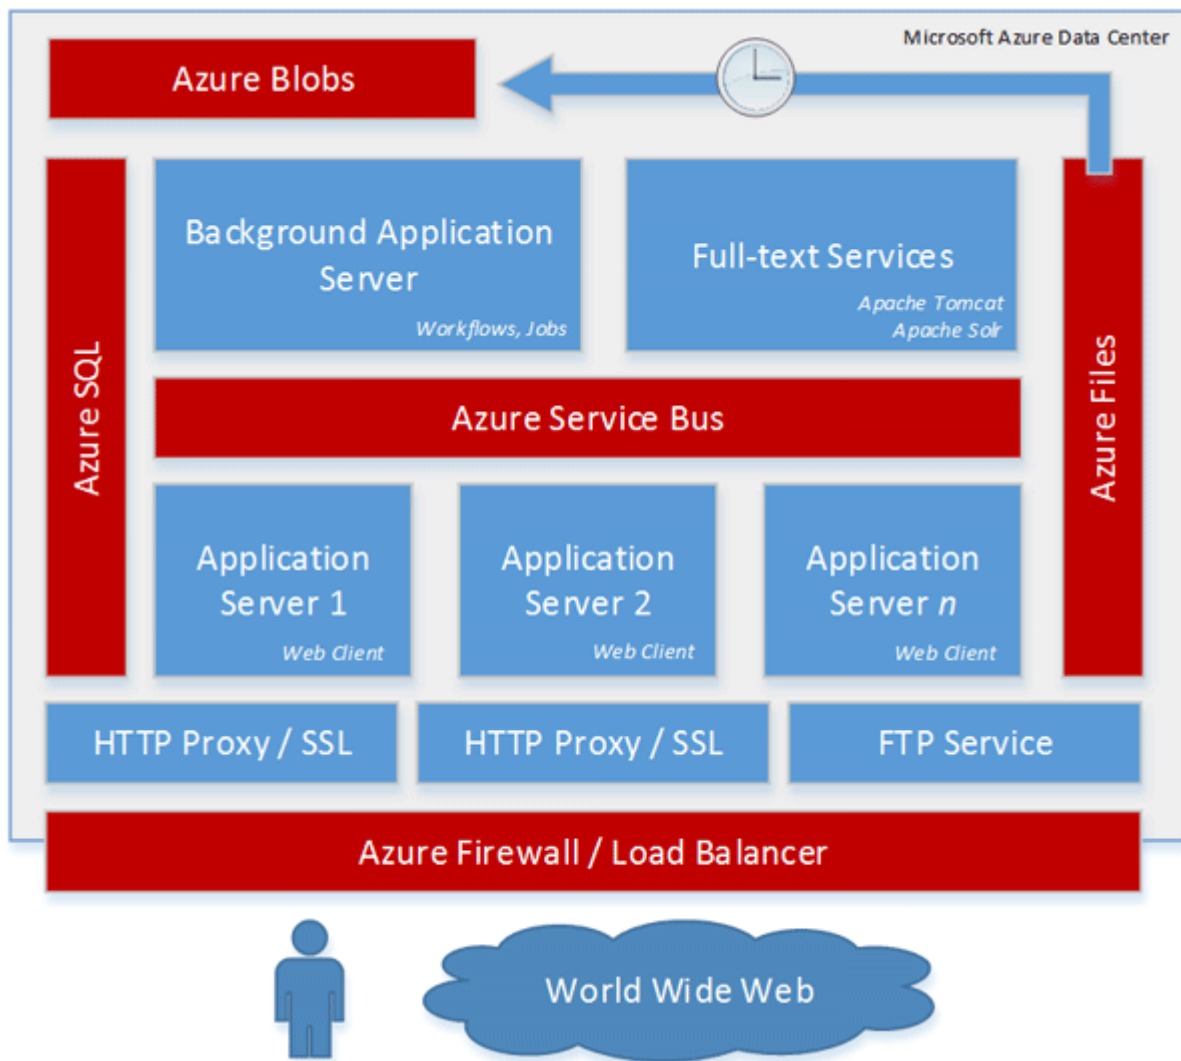 Microsoft Azure Data Center
Azure Blobs
Azure SQL
Background Application
Server
Workflows, Jobs
Full-text Services
Apache Tomcat
Apache Solr
Azure Files
Azure Service Bus
Application
Server 1
Web Client
Application
Server 2
Web Client
Application
Server n
Web Client
HTTP Proxy / SSL
HTTP Proxy / SSL
FTP Service
Azure Firewall / Load Balancer
World Wide Web